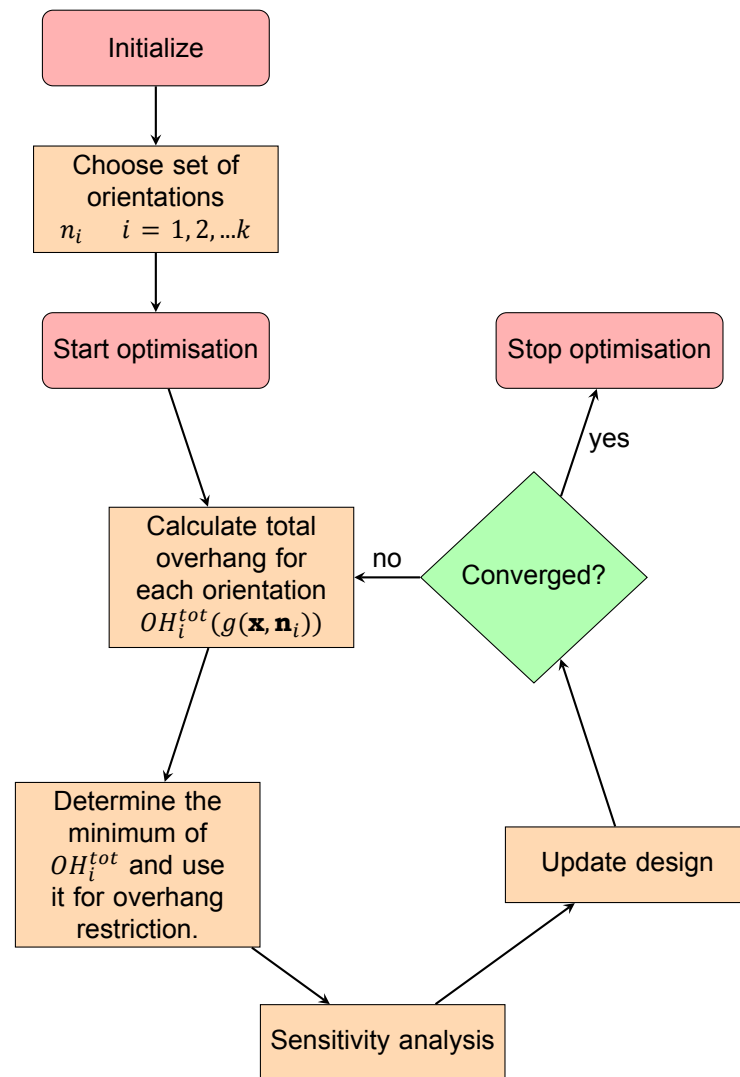 Initialize
Choose set of
orientations
n_i i = 1, 2, ...k
Start optimisation
Stop optimisation
yes
Calculate total
overhang for
each orientation
OH_i^{tot}(g(𝐱, 𝐧_i))
no
Converged?
Determine the
minimum of
OH_i^{tot} and use
it for overhang
restriction.
Update design
Sensitivity analysis